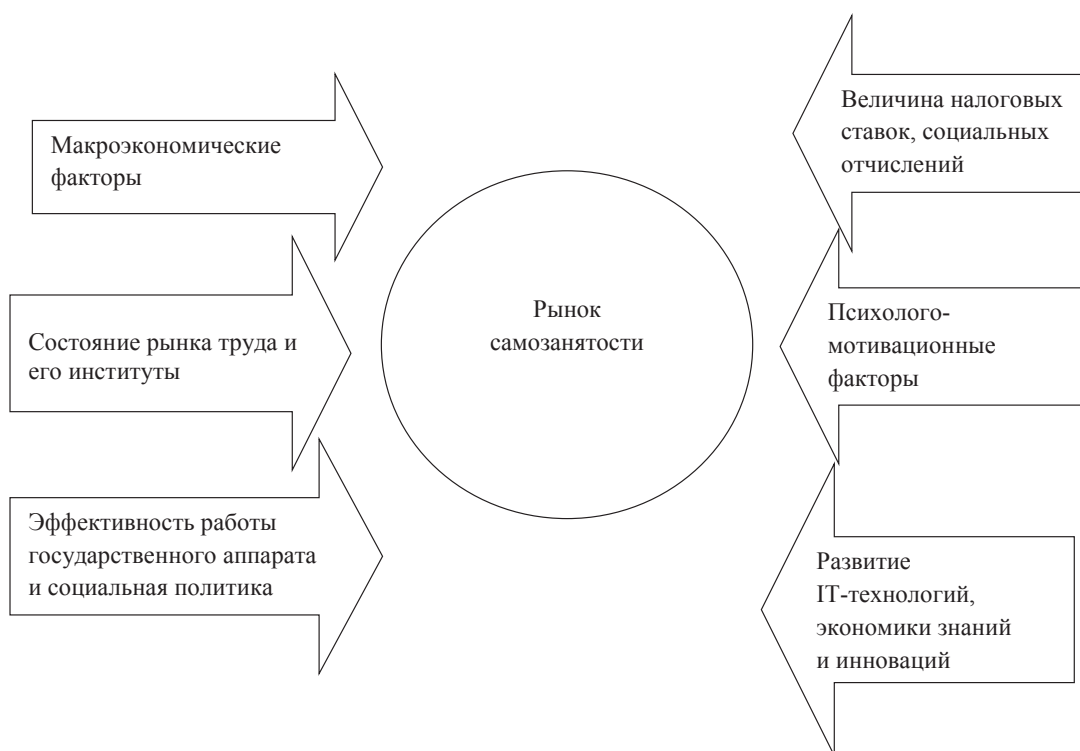 Макроэкономические
факторы
Состояние рынка труда и
его институты
Эффективность работы
государственного аппарата
и социальная политика
Рынок
самозанятости
Величина налоговых
ставок, социальных
отчислений
Психолого-
мотивационные
факторы
Развитие
IT-технологий,
экономики знаний
и инноваций